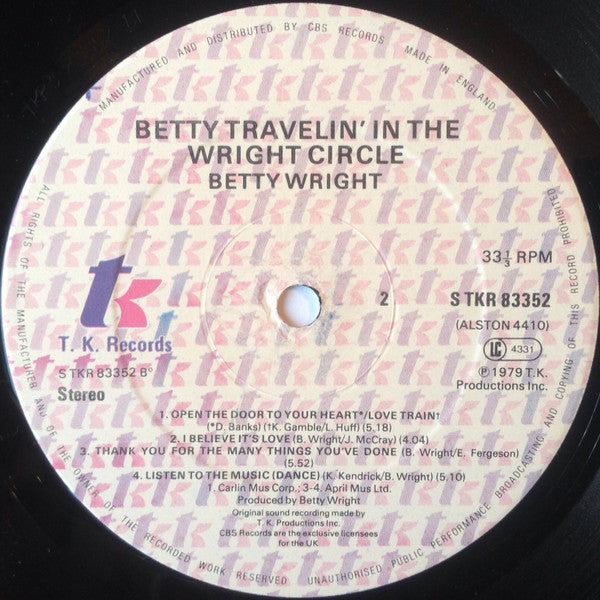 MANUFACTURED AND DISTRIBUTED BY CBS RECORDS MADE IN ENGLAND
BETTY TRAVELIN' IN THE
WRIGHT CIRCLE
BETTY WRIGHT
tk
T. K. Records
S TKR 83352 B°
Stereo
2
33⅓ RPM
S TKR 83352
(ALSTON 4410)
LC 4331
℗ 1979 T.K.
Productions Inc.
1. OPEN THE DOOR TO YOUR HEART*/LOVE TRAIN†
(*D. Banks) (†K. Gamble/L. Huff) (5.18)
2. I BELIEVE IT'S LOVE (B. Wright/J. McCray) (4.04)
3. THANK YOU FOR THE MANY THINGS YOU'VE DONE (B. Wright/E. Fergeson)
(5.52)
4. LISTEN TO THE MUSIC (DANCE) (K. Kendrick/B. Wright) (5.10)
1. Carlin Mus Corp.; 3-4. April Mus Ltd.
Produced by Betty Wright
Original sound recording made by
T. K. Productions Inc.
CBS Records are the exclusive licensees
for the UK
ALL RIGHTS OF THE MANUFACTURER AND OF THE OWNER OF THE RECORDED WORK RESERVED UNAUTHORISED PUBLIC PERFORMANCE BROADCASTING AND COPYING OF THIS RECORD PROHIBITED